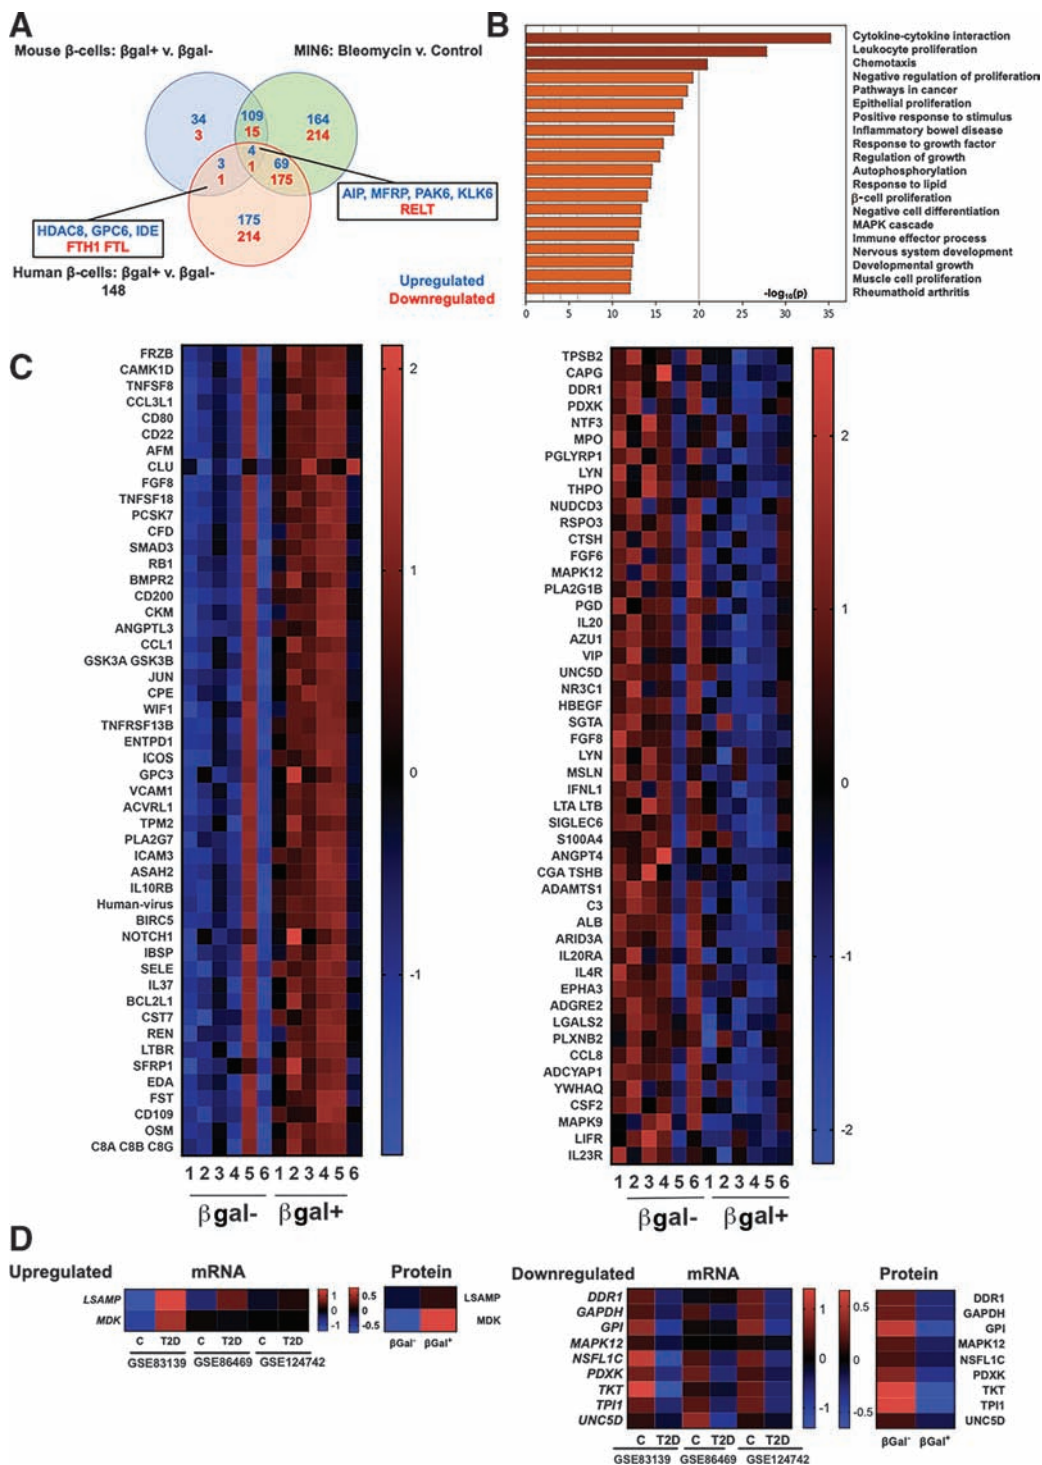 A
Mouse β-cells: βgal+ v. βgal-
MIN6: Bleomycin v. Control
34
3
109
15
164
214
4
1
3
1
69
175
175
214
AIP, MFRP, PAK6, KLK6
RELT
HDAC8, GPC6, IDE
FTH1 FTL
Human β-cells: βgal+ v. βgal-
148
Upregulated
Downregulated
B
Cytokine-cytokine interaction
Leukocyte proliferation
Chemotaxis
Negative regulation of proliferation
Pathways in cancer
Epithelial proliferation
Positive response to stimulus
Inflammatory bowel disease
Response to growth factor
Regulation of growth
Autophosphorylation
Response to lipid
β-cell proliferation
Negative cell differentiation
MAPK cascade
Immune effector process
Nervous system development
Developmental growth
Muscle cell proliferation
Rheumatoid arthritis
-log10(p)
0 5 10 15 20 25 30 35
C
FRZB
CAMK1D
TNFSF8
CCL3L1
CD80
CD22
AFM
CLU
FGF8
TNFSF18
PCSK7
CFD
SMAD3
RB1
BMPR2
CD200
CKM
ANGPTL3
CCL1
GSK3A GSK3B
JUN
CPE
WIF1
TNFRSF13B
ENTPD1
ICOS
GPC3
VCAM1
ACVRL1
TPM2
PLA2G7
ICAM3
ASAH2
IL10RB
Human-virus
BIRC5
NOTCH1
IBSP
SELE
IL37
BCL2L1
CST7
REN
LTBR
SFRP1
EDA
FST
CD109
OSM
C8A C8B C8G
1 2 3 4 5 6 1 2 3 4 5 6
βgal- βgal+
2
1
0
-1
TPSB2
CAPG
DDR1
PDXK
NTF3
MPO
PGLYRP1
LYN
THPO
NUDCD3
RSPO3
CTSH
FGF6
MAPK12
PLA2G1B
PGD
IL20
AZU1
VIP
UNC5D
NR3C1
HBEGF
SGTA
FGF8
LYN
MSLN
IFNL1
LTA LTB
SIGLEC6
S100A4
ANGPT4
CGA TSHB
ADAMTS1
C3
ALB
ARID3A
IL20RA
IL4R
EPHA3
ADGRE2
LGALS2
PLXNB2
CCL8
ADCYAP1
YWHAQ
CSF2
MAPK9
LIFR
IL23R
1 2 3 4 5 6 1 2 3 4 5 6
βgal- βgal+
2
1
0
-1
-2
D
Upregulated mRNA Protein
LSAMP
MDK
C T2D C T2D C T2D
GSE83139 GSE86469 GSE124742
1
0
-1
0.5
0
-0.5
LSAMP
MDK
βGal- βGal+
Downregulated mRNA Protein
DDR1
GAPDH
GPI
MAPK12
NSFL1C
PDXK
TKT
TPI1
UNC5D
C T2D C T2D C T2D
GSE83139 GSE86469 GSE124742
1
0
-1
0.5
0
-0.5
DDR1
GAPDH
GPI
MAPK12
NSFL1C
PDXK
TKT
TPI1
UNC5D
βGal- βGal+